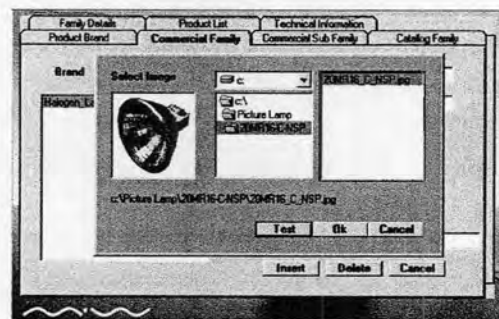 Family Details Product List Technical Information
Product Brand Commercial Family Commercial Sub Family Catalog Family
Brand
Select Image
c:
20MR16_C_NSP.jpg
c:\
Picture Lamp
20MR16-C-NSP
c:\Picture Lamp\20MR16-C-NSP\20MR16_C_NSP.jpg
Test Ok Cancel
Insert Delete Cancel